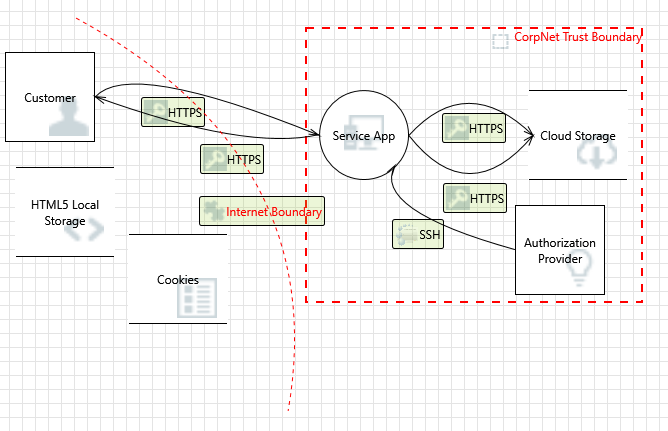 CorpNet Trust Boundary
Customer
HTTPS
HTTPS
Service App
HTTPS
Cloud Storage
HTML5 Local
Storage
Internet Boundary
HTTPS
SSH
Authorization
Provider
Cookies